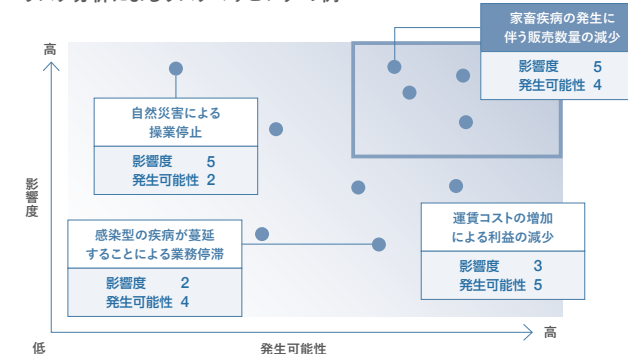 家畜疾病の発生に
伴う販売数量の減少
影響度 5
発生可能性 4
高
自然災害による
操業停止
影響度 5
発生可能性 2
影響度
感染型の疾病が蔓延
することによる業務停滞
影響度 2
発生可能性 4
運賃コストの増加
による利益の減少
影響度 3
発生可能性 5
高
低
発生可能性